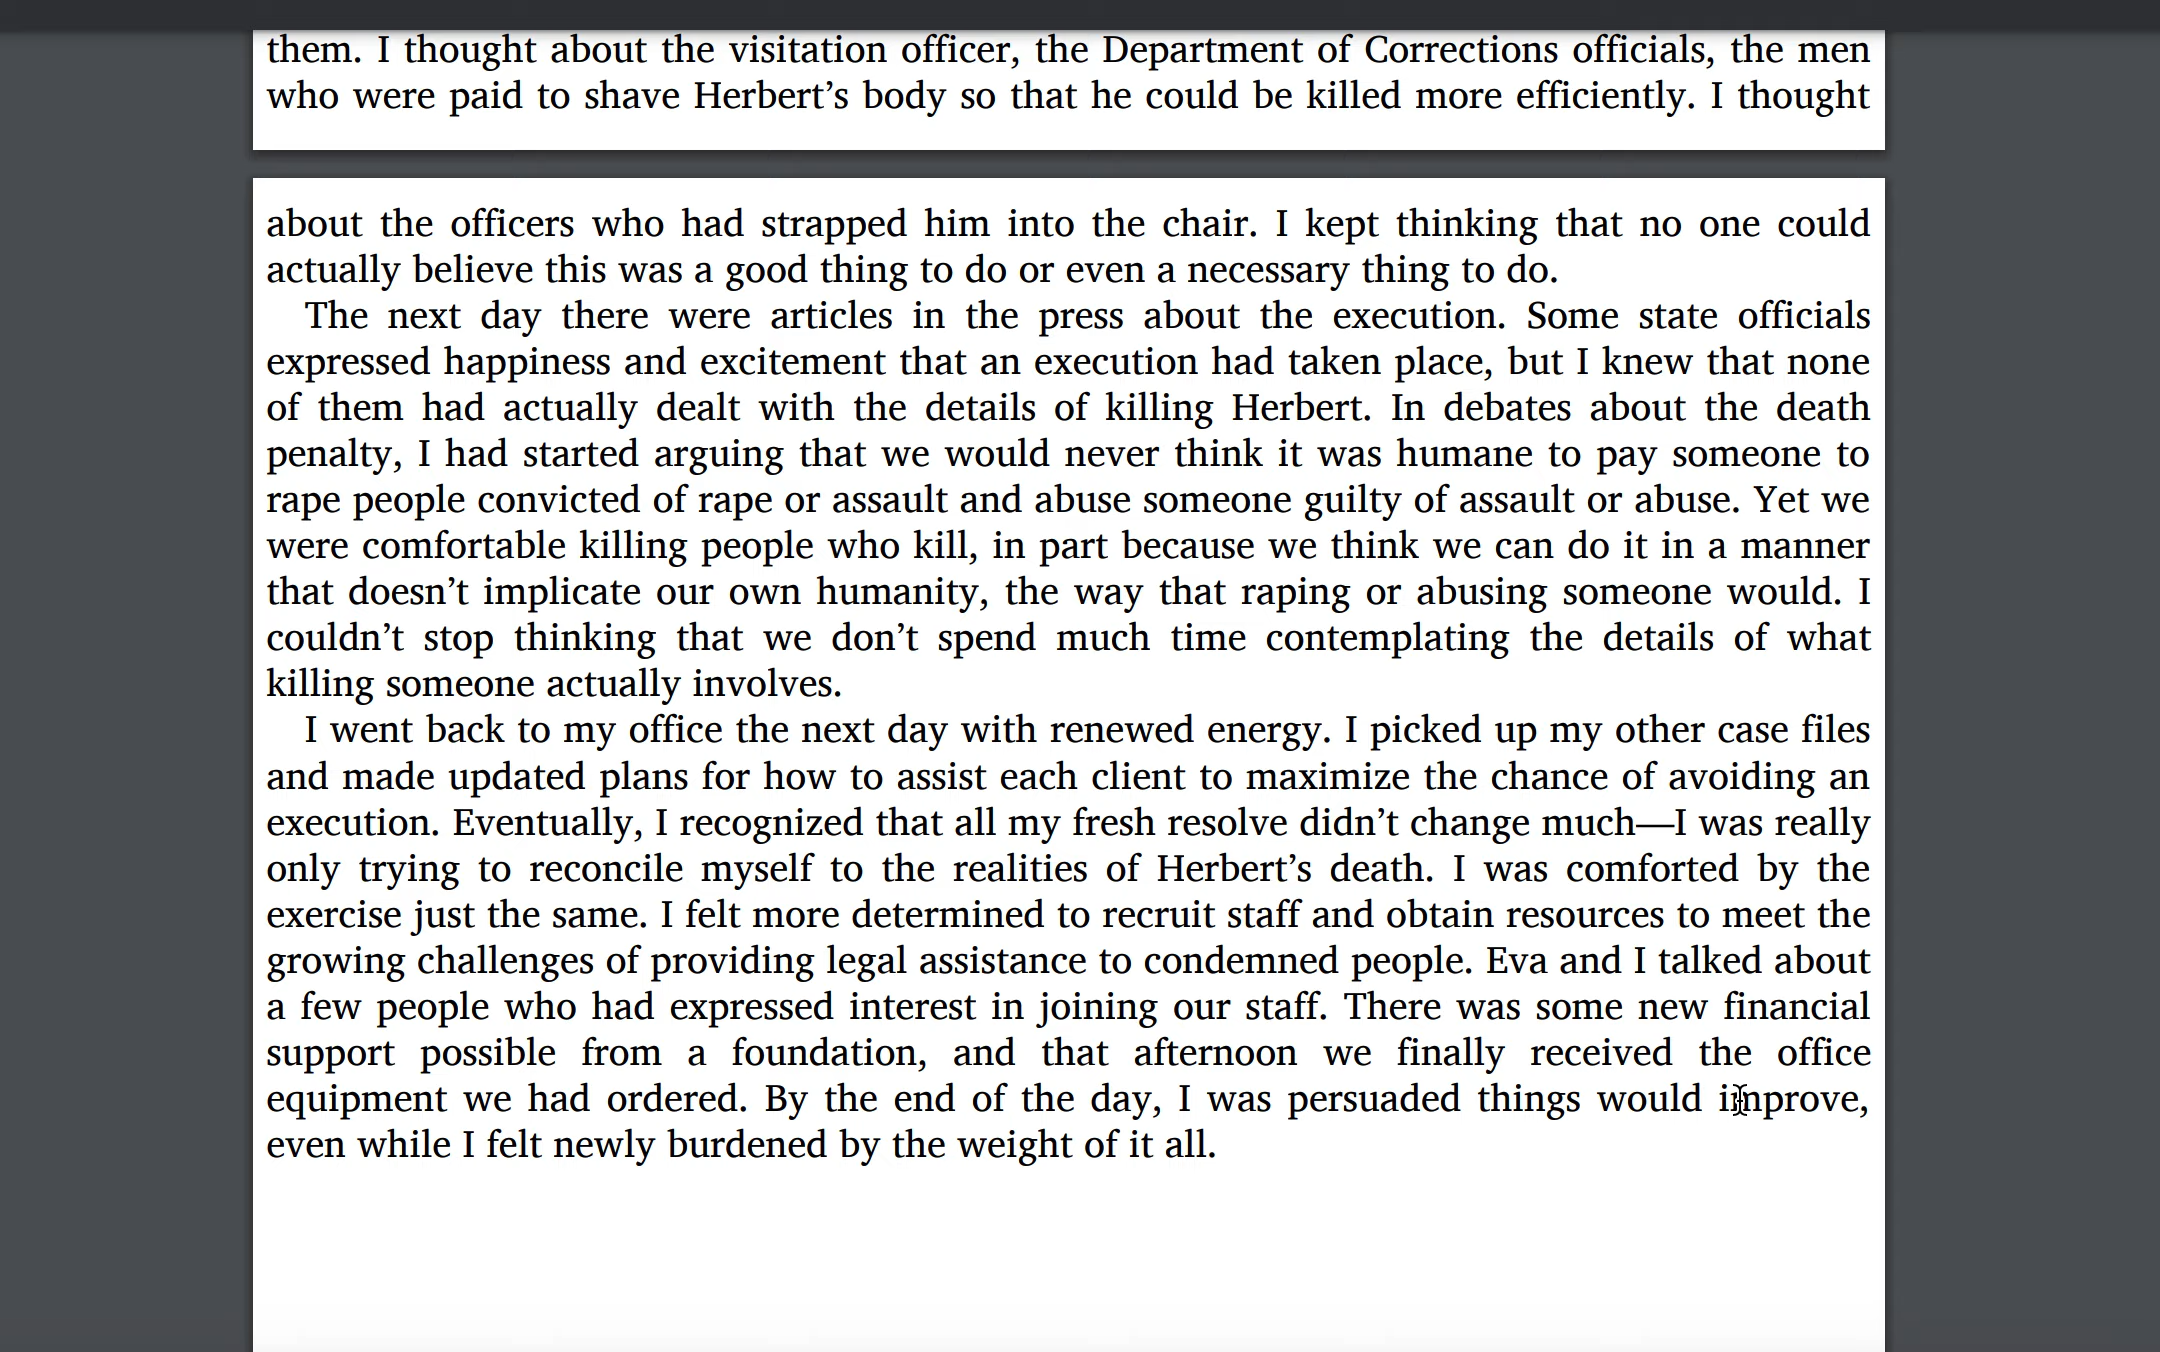 them. I thought about the visitation officer, the Department of Corrections officials, the men
who were paid to shave Herbert’s body so that he could be killed more efficiently. I thought
about the officers who had strapped him into the chair. I kept thinking that no one could
actually believe this was a good thing to do or even a necessary thing to do.
The next day there were articles in the press about the execution. Some state officials
expressed happiness and excitement that an execution had taken place, but I knew that none
of them had actually dealt with the details of killing Herbert. In debates about the death
penalty, I had started arguing that we would never think it was humane to pay someone to
rape people convicted of rape or assault and abuse someone guilty of assault or abuse. Yet we
were comfortable killing people who kill, in part because we think we can do it in a manner
that doesn’t implicate our own humanity, the way that raping or abusing someone would. I
couldn’t stop thinking that we don’t spend much time contemplating the details of what
killing someone actually involves.
I went back to my office the next day with renewed energy. I picked up my other case files
and made updated plans for how to assist each client to maximize the chance of avoiding an
execution. Eventually, I recognized that all my fresh resolve didn’t change much—I was really
only trying to reconcile myself to the realities of Herbert’s death. I was comforted by the
exercise just the same. I felt more determined to recruit staff and obtain resources to meet the
growing challenges of providing legal assistance to condemned people. Eva and I talked about
a few people who had expressed interest in joining our staff. There was some new financial
support possible from a foundation, and that afternoon we finally received the office
equipment we had ordered. By the end of the day, I was persuaded things would improve,
even while I felt newly burdened by the weight of it all.